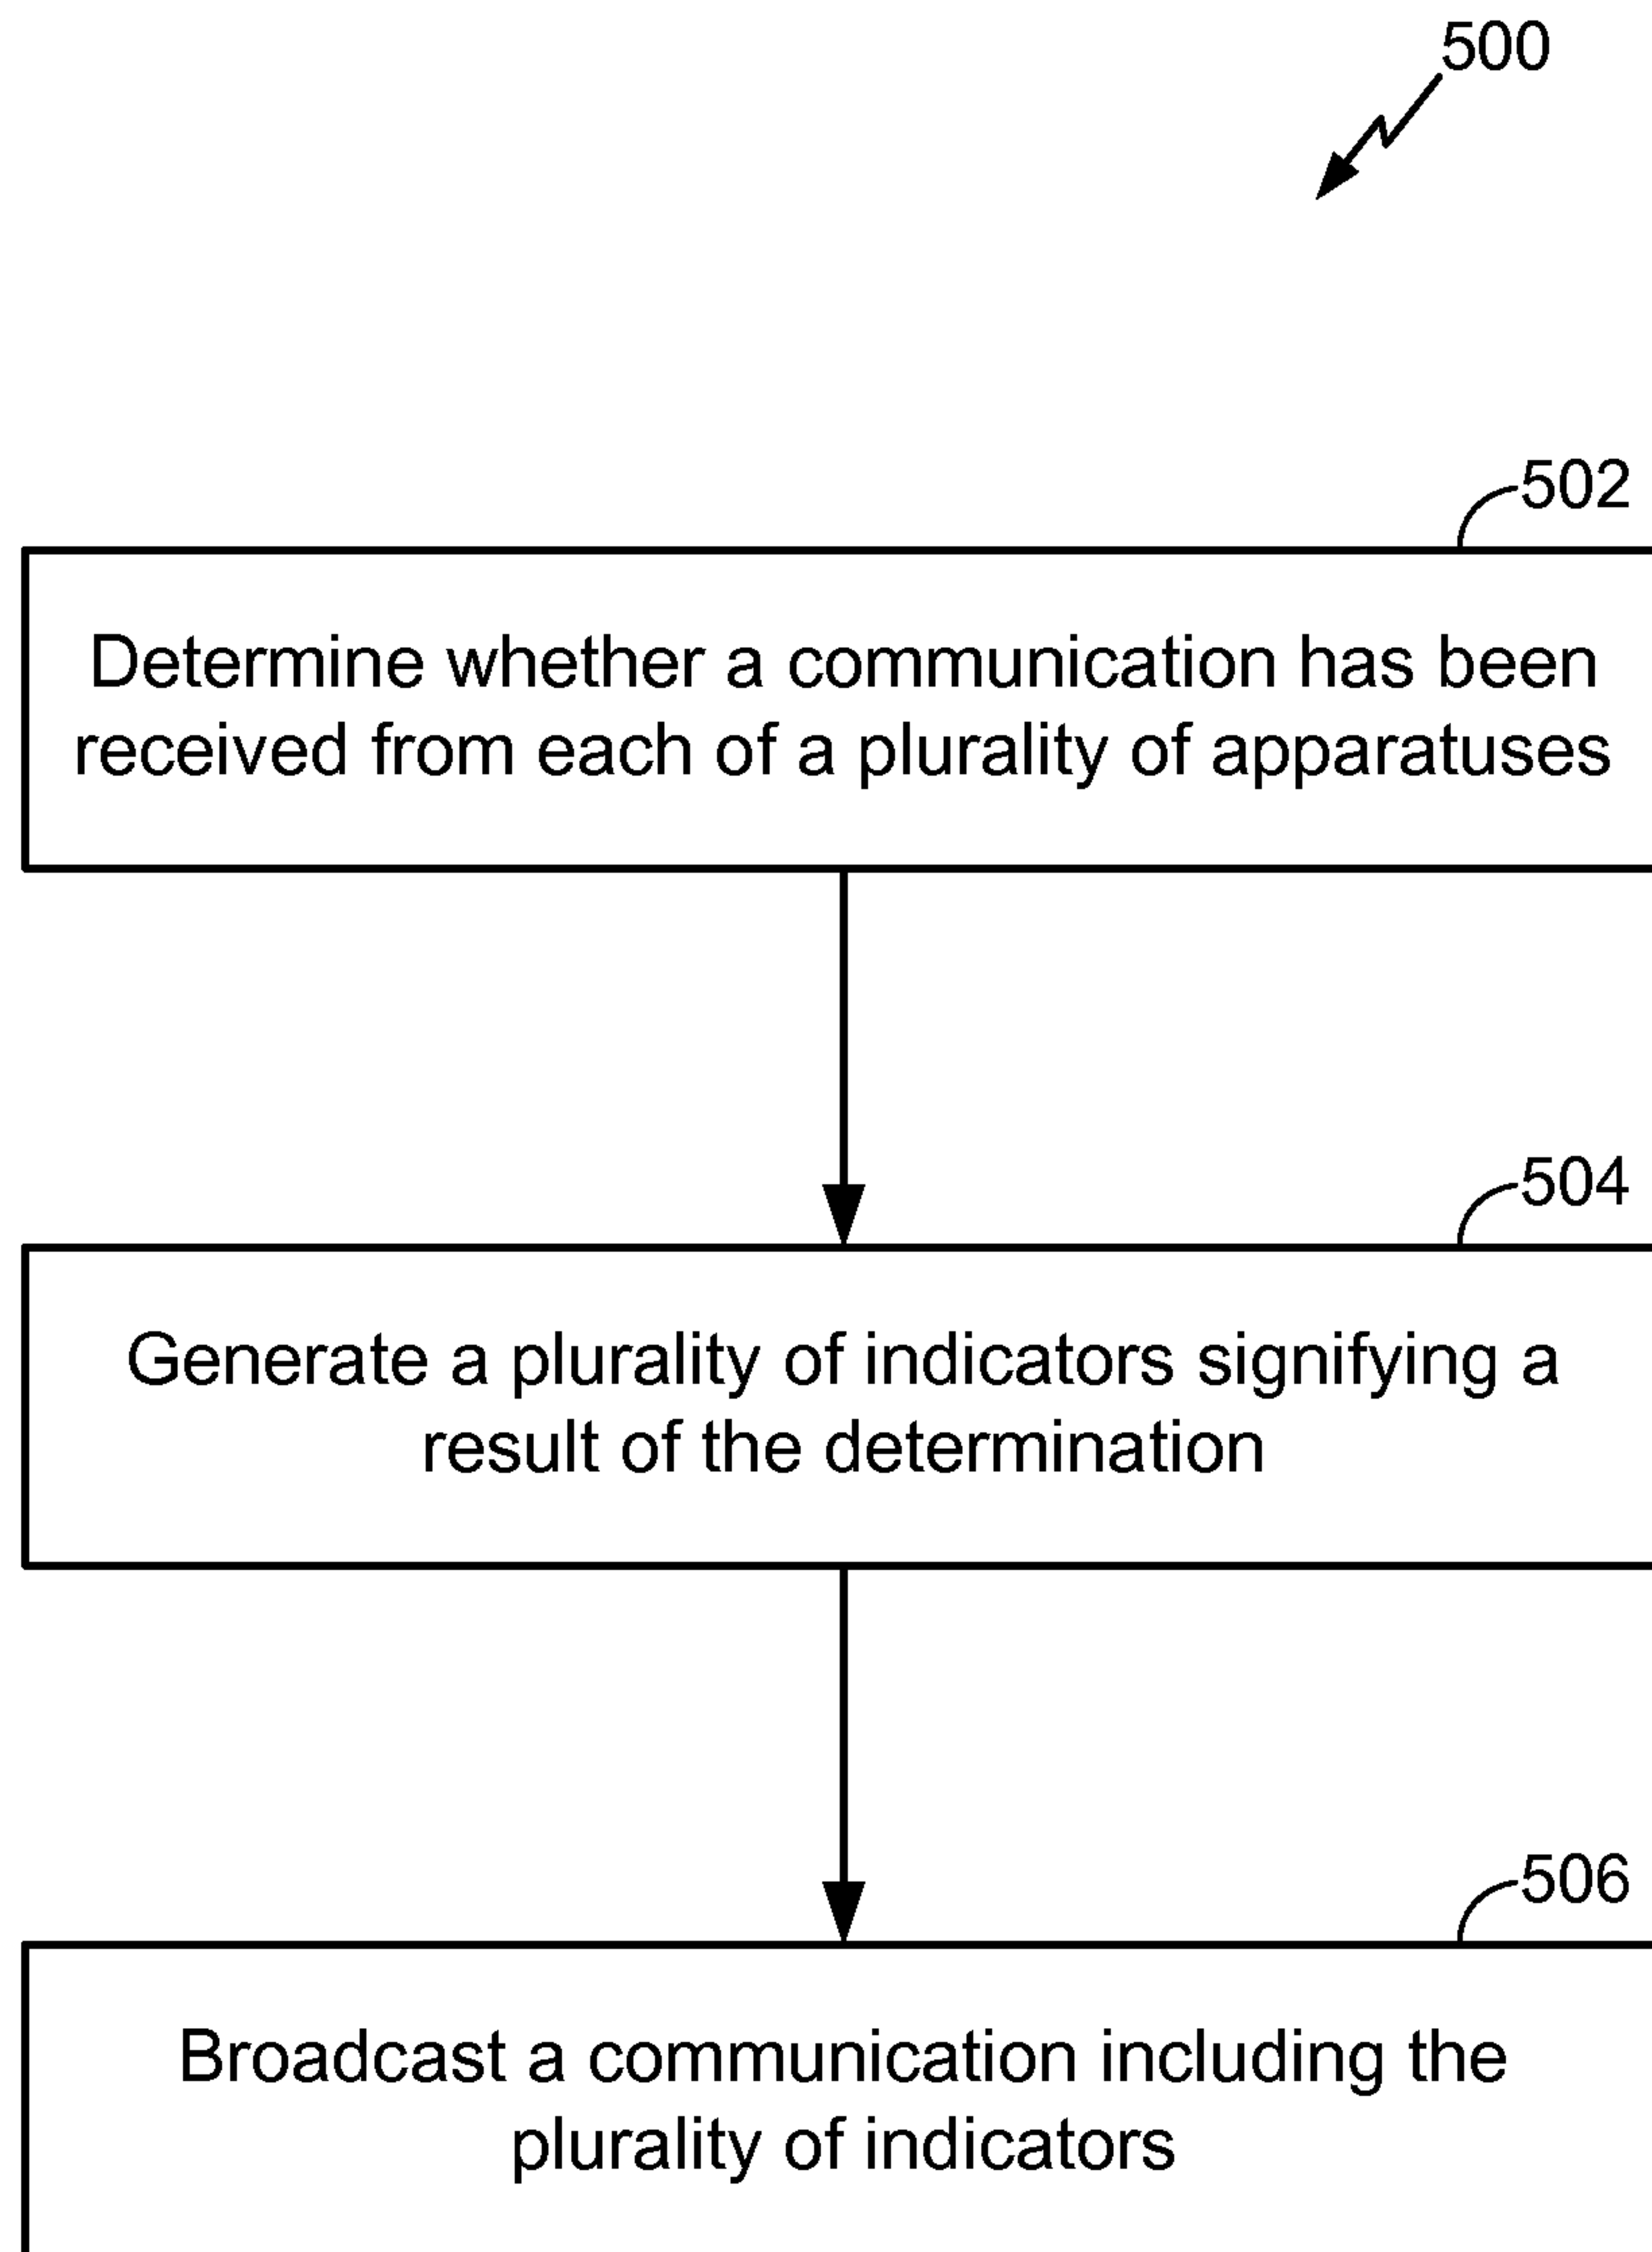 500
502
Determine whether a communication has been
received from each of a plurality of apparatuses
504
Generate a plurality of indicators signifying a
result of the determination
506
Broadcast a communication including the
plurality of indicators